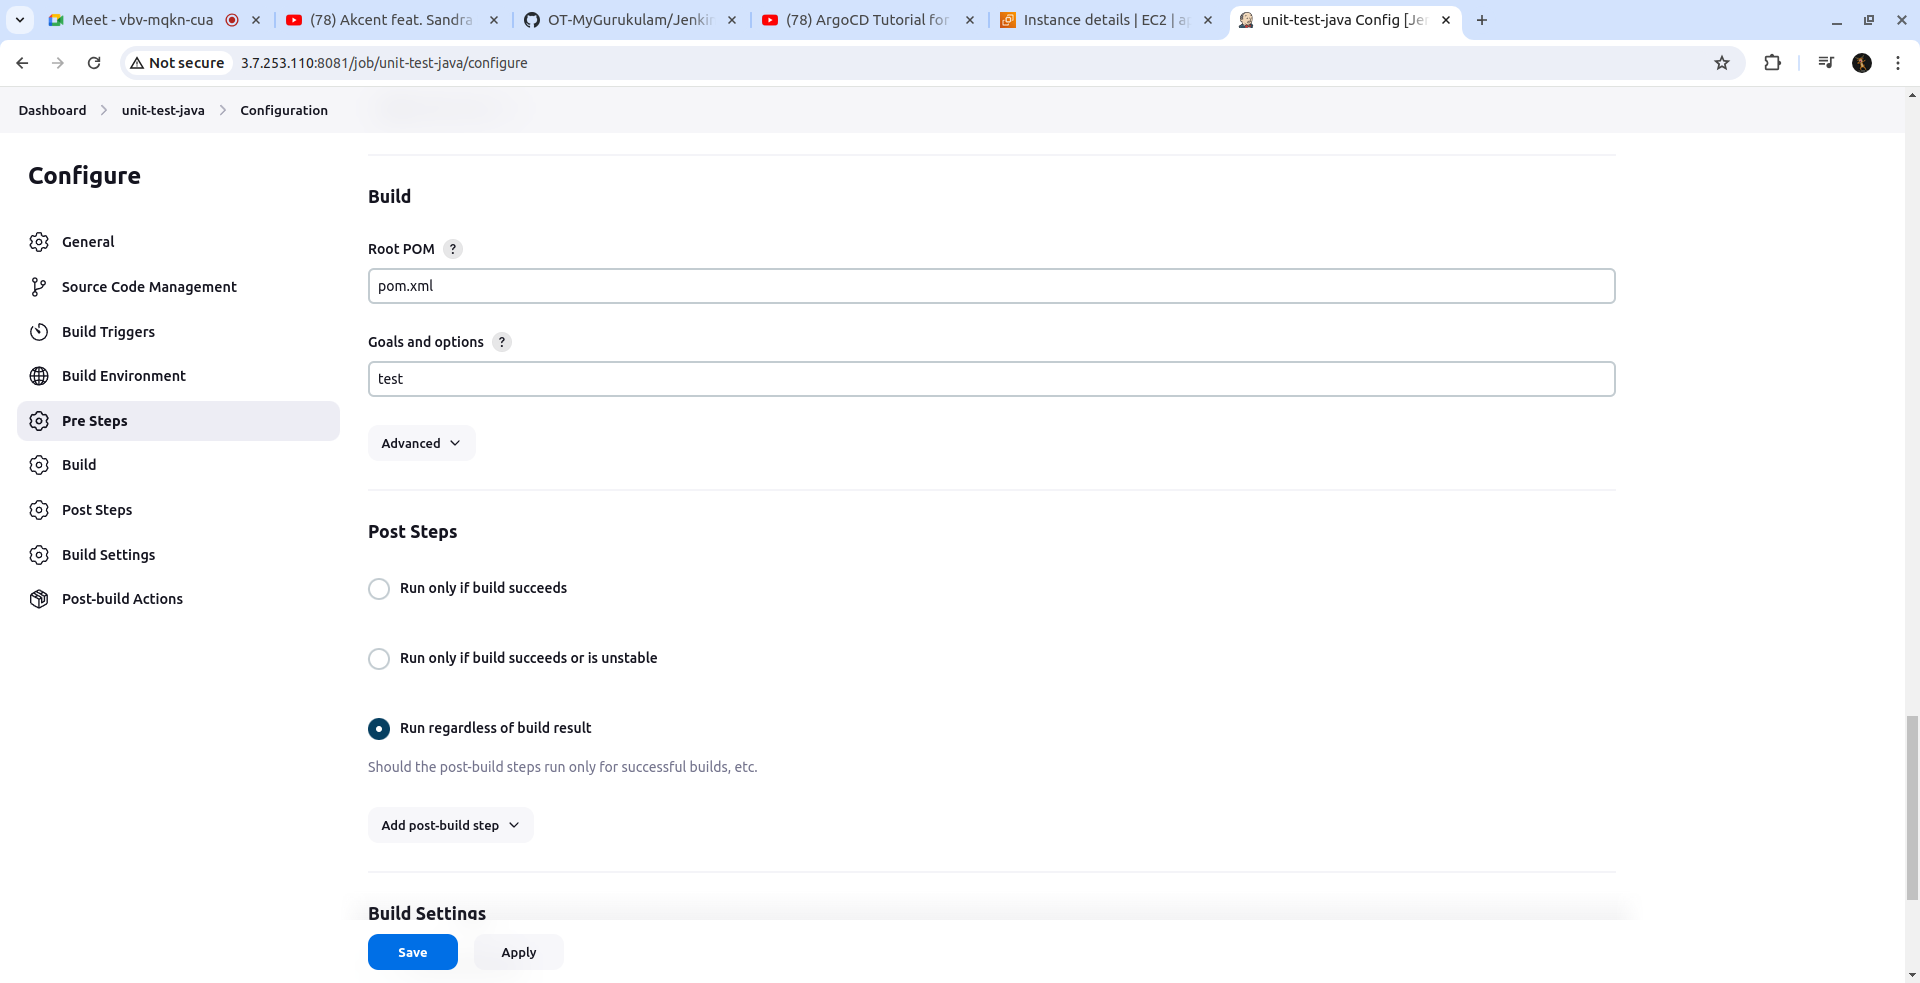 Meet - vbv-mqkn-cua
(78) Akcent feat. Sandra
OT-MyGurukulam/Jenkin
(78) ArgoCD Tutorial for
Instance details | EC2 | ap
unit-test-java Config [Jen
Not secure
3.7.253.110:8081/job/unit-test-java/configure
Dashboard
unit-test-java
Configuration
Configure
General
Source Code Management
Build Triggers
Build Environment
Pre Steps
Build
Post Steps
Build Settings
Post-build Actions
Build
Root POM ?
pom.xml
Goals and options ?
test
Advanced
Post Steps
Run only if build succeeds
Run only if build succeeds or is unstable
Run regardless of build result
Should the post-build steps run only for successful builds, etc.
Add post-build step
Build Settings
Save
Apply